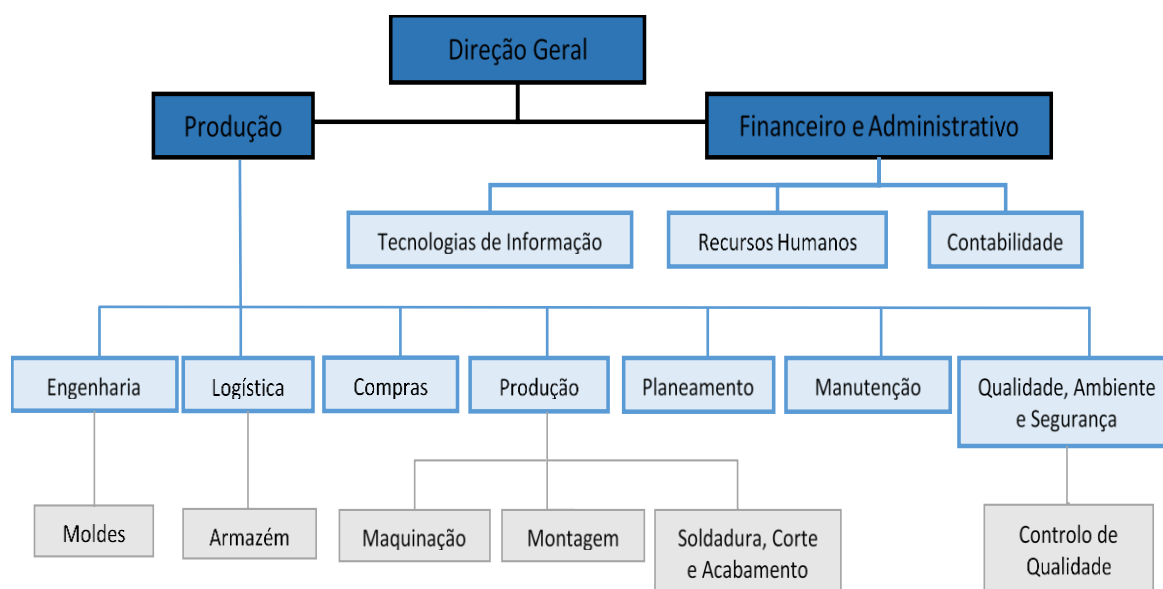 Direção Geral
Produção
Financeiro e Administrativo
Tecnologias de Informação
Recursos Humanos
Contabilidade
Engenharia
Logística
Compras
Produção
Planeamento
Manutenção
Qualidade, Ambiente
e Segurança
Moldes
Armazém
Maquinação
Montagem
Soldadura, Corte
e Acabamento
Controlo de
Qualidade